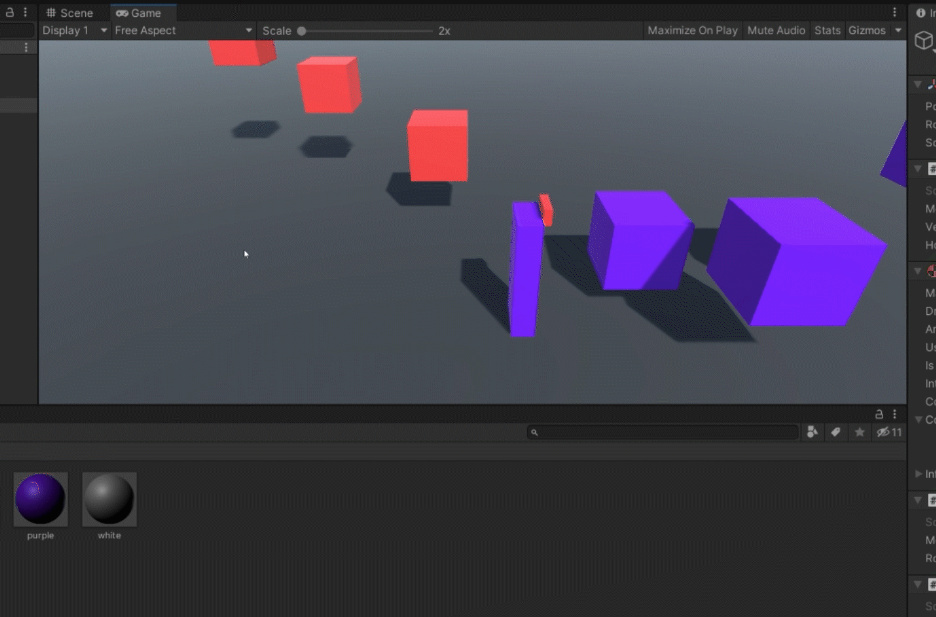 Scene
Game
Display 1
Free Aspect
Scale
2x
Maximize On Play
Mute Audio
Stats
Gizmos
11
purple
white